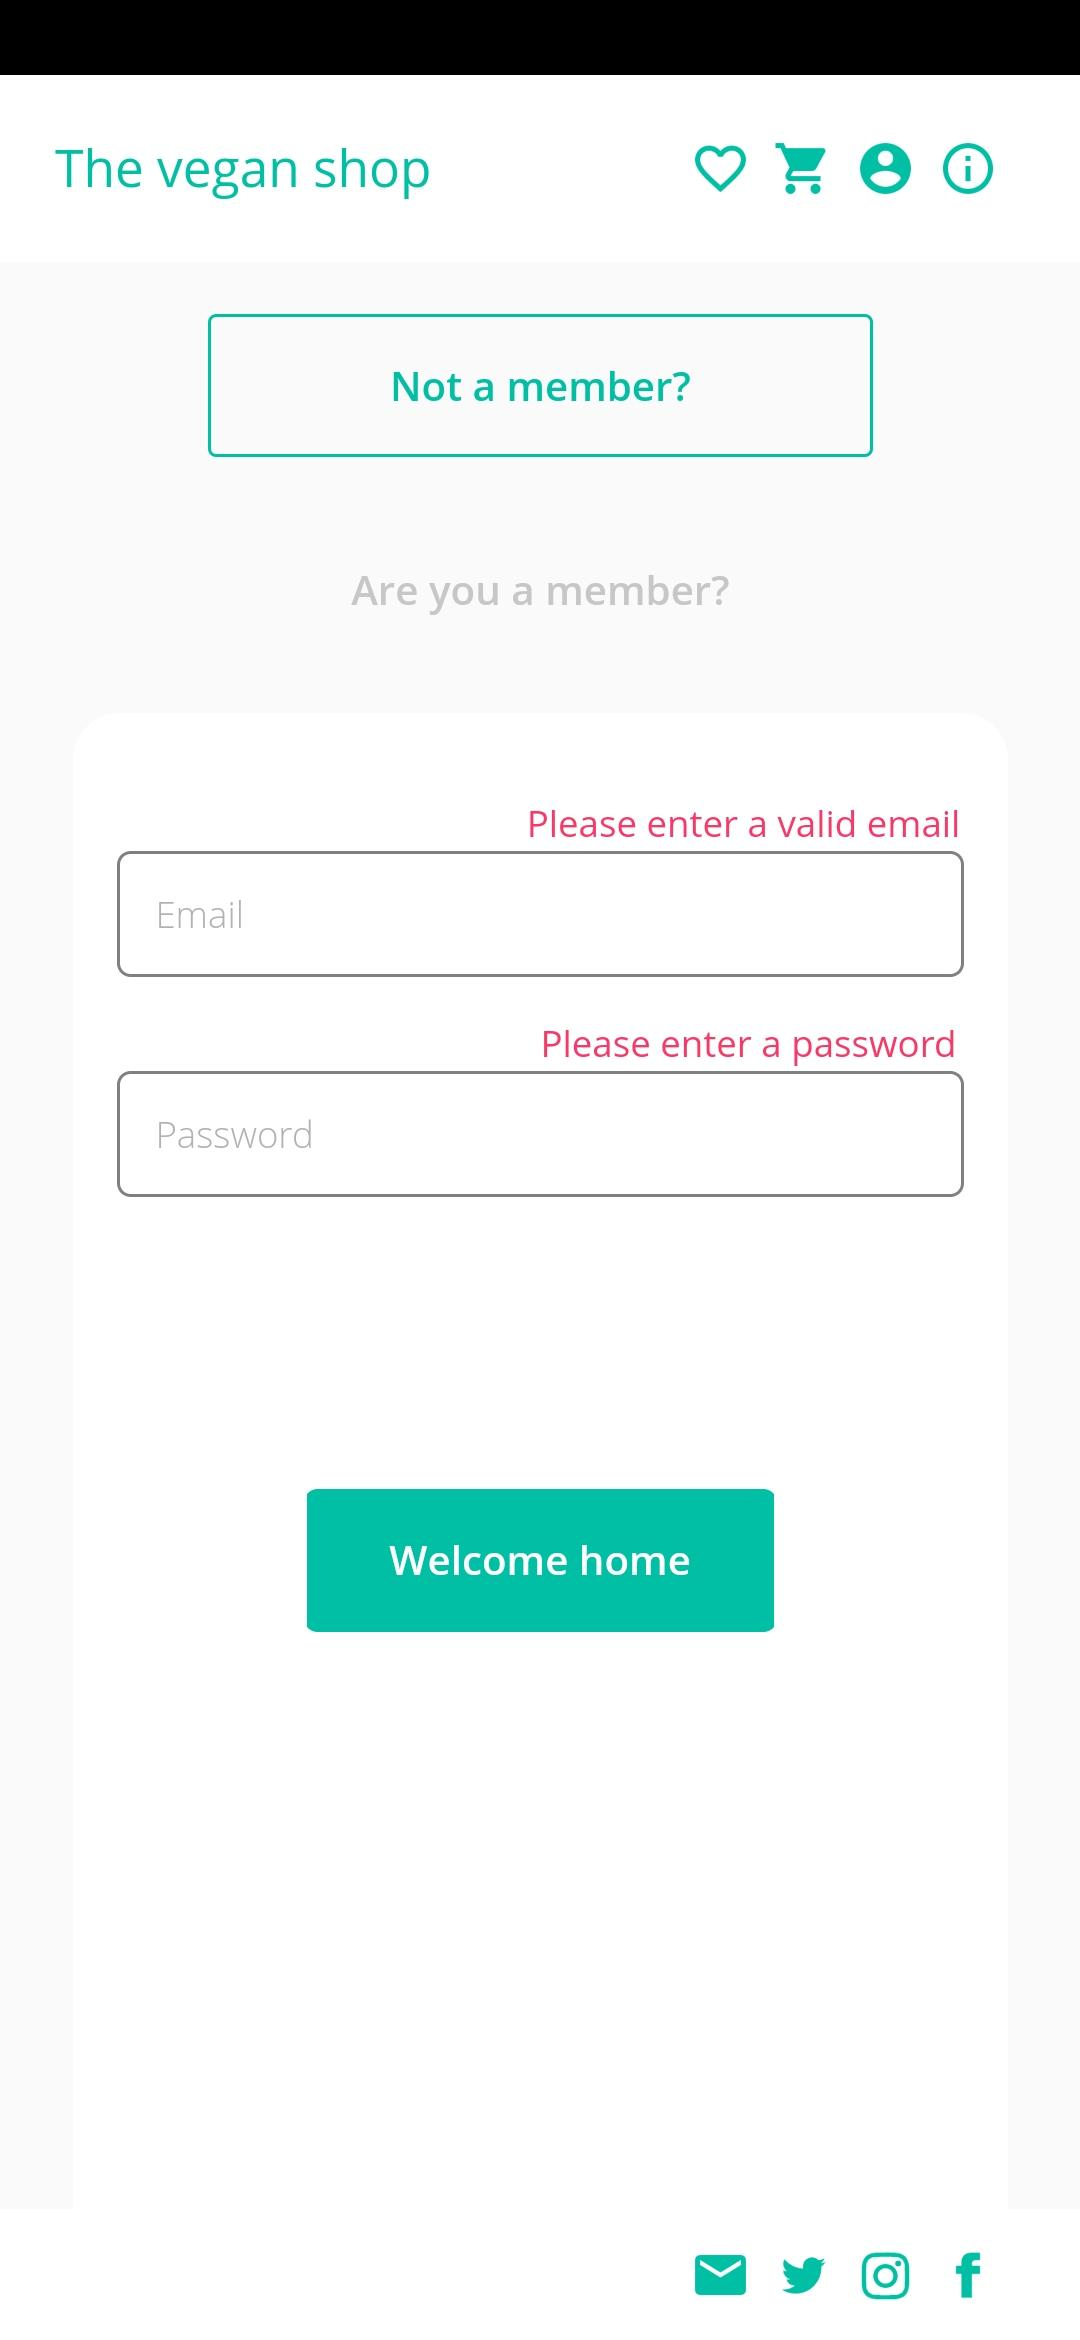 The vegan shop
Not a member?
Are you a member?
Please enter a valid email
Email
Please enter a password
Password
Welcome home